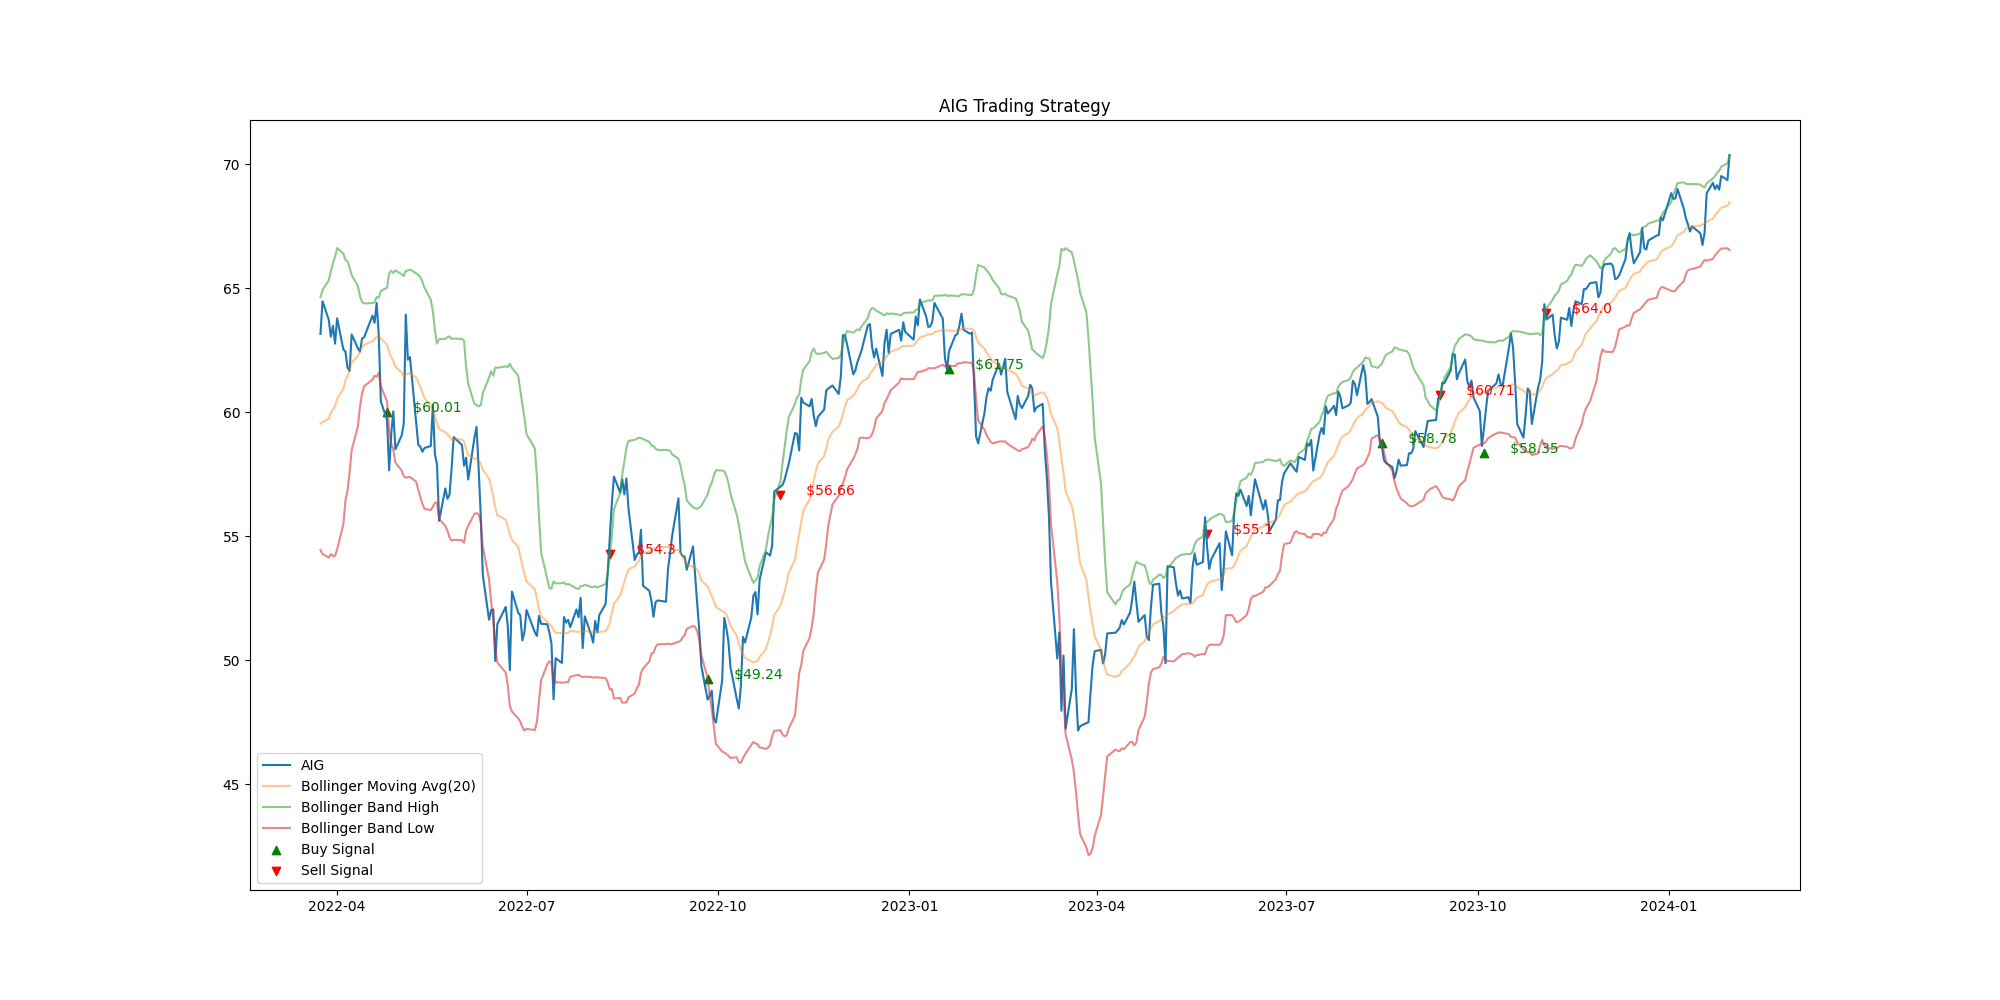 AIG Trading Strategy
70
65
60
55
50
45
$60.01
$54.3
$49.24
$56.66
$61.75
$55.1
$58.78
$60.71
$58.35
$64.0
AIG
Bollinger Moving Avg(20)
Bollinger Band High
Bollinger Band Low
Buy Signal
Sell Signal
2022-04 2022-07 2022-10 2023-01 2023-04 2023-07 2023-10 2024-01